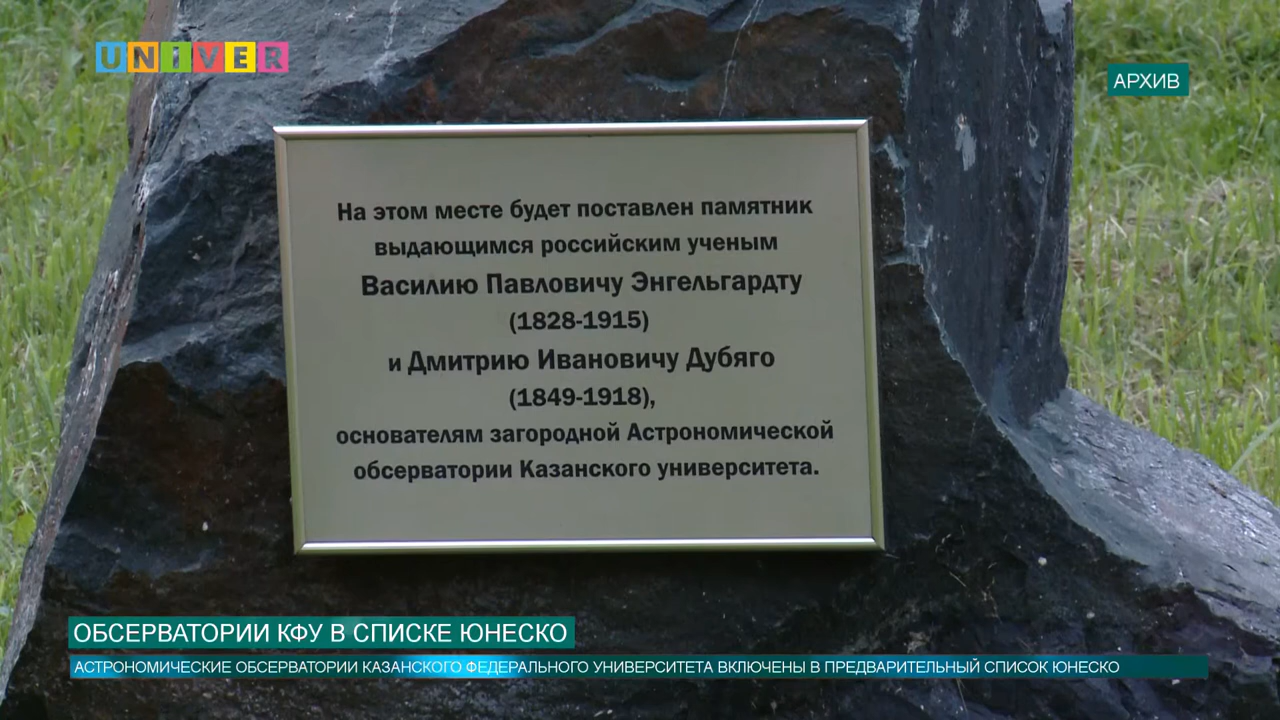 UNIVER
АРХИВ
На этом месте будет поставлен памятник
выдающимся российским ученым
Василию Павловичу Энгельгардту
(1828-1915)
и Дмитрию Ивановичу Дубяго
(1849-1918),
основателям загородной Астрономической
обсерватории Казанского университета.
ОБСЕРВАТОРИИ КФУ В СПИСКЕ ЮНЕСКО
АСТРОНОМИЧЕСКИЕ ОБСЕРВАТОРИИ КАЗАНСКОГО ФЕДЕРАЛЬНОГО УНИВЕРСИТЕТА ВКЛЮЧЕНЫ В ПРЕДВАРИТЕЛЬНЫЙ СПИСОК ЮНЕСКО